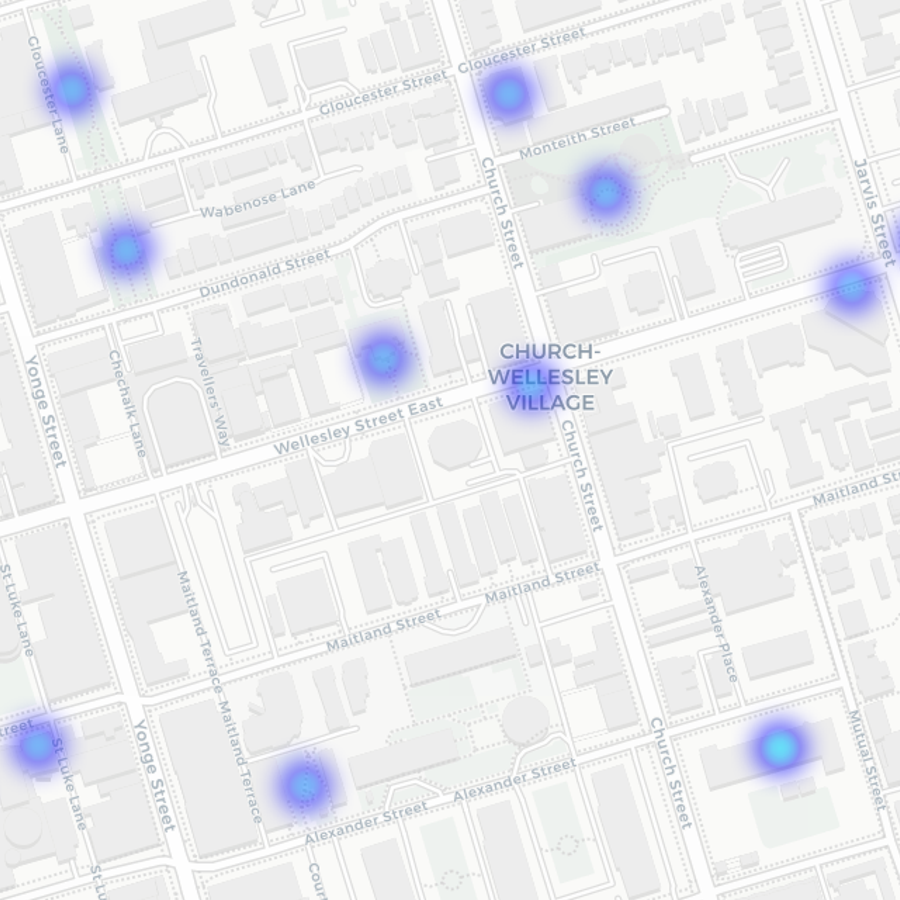 Gloucester Lane
Gloucester Street
Gloucester Street
Monteith Street
Wabenose Lane
Church Street
Jarvis Street
Dundonald Street
Yonge Street
Chechalk Lane
Travellers' Way
CHURCH-
WELLESLEY
VILLAGE
Wellesley Street East
Church Street
Maitland St
St Luke Lane
Maitland Terrace
Maitland Street
Maitland Street
Alexander Place
Maitland Terrace
Yonge Street
St Luke Lane
Church Street
Mutual Street
Alexander Street
Alexander Street